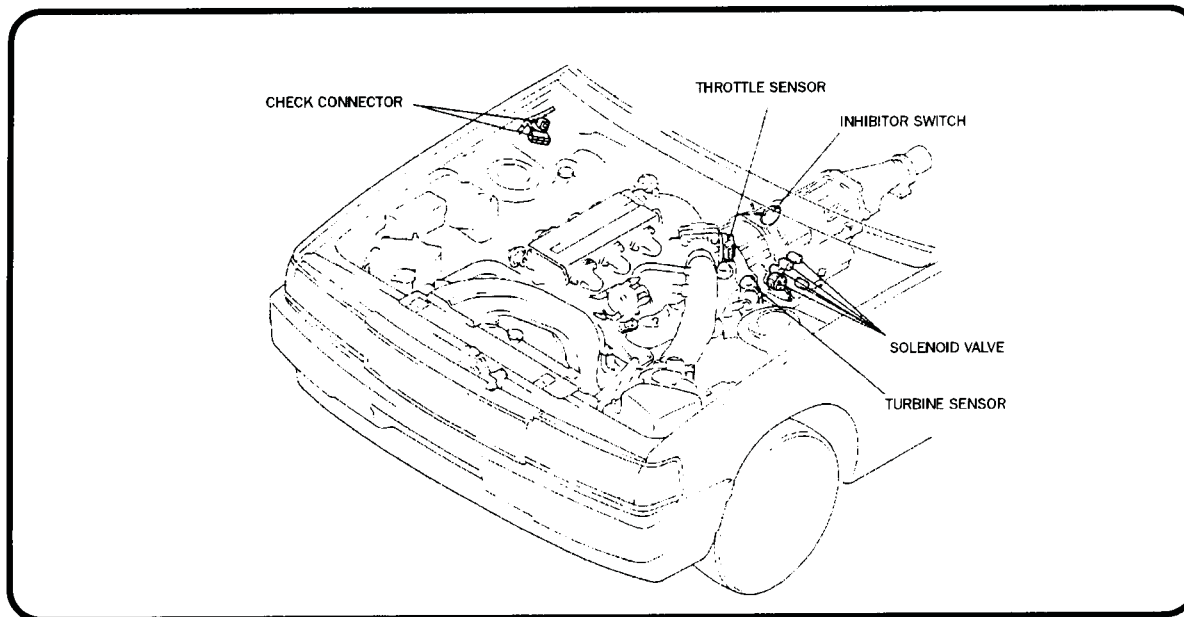 THROTTLE SENSOR
CHECK CONNECTOR
INHIBITOR SWITCH
SOLENOID VALVE
TURBINE SENSOR